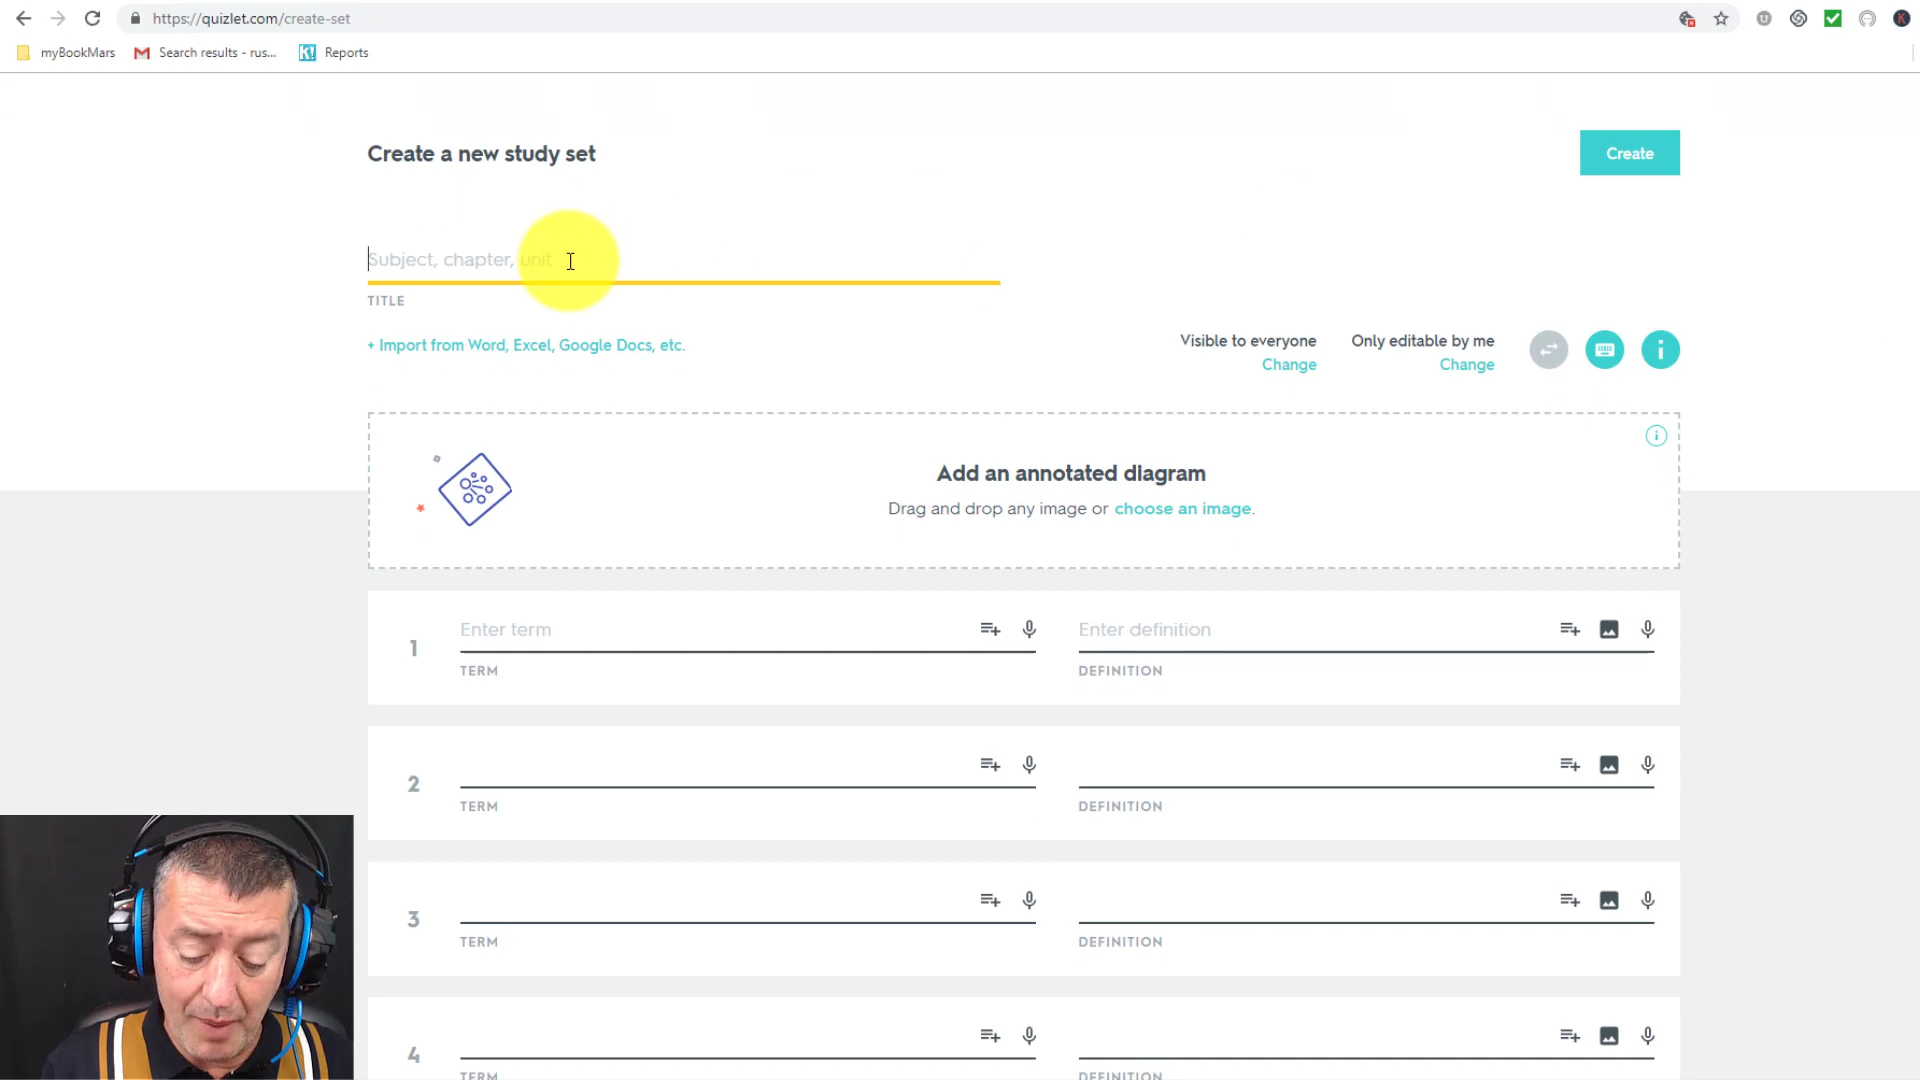 https://quizlet.com/create-set
myBookMars Search results - rus... Reports
Create a new study set
Create
Subject, chapter, unit
TITLE
+ Import from Word, Excel, Google Docs, etc.
Visible to everyone
Change
Only editable by me
Change
Add an annotated diagram
Drag and drop any image or choose an image.
1
Enter term
TERM
Enter definition
DEFINITION
2
TERM
DEFINITION
3
TERM
DEFINITION
4
TERM
DEFINITION